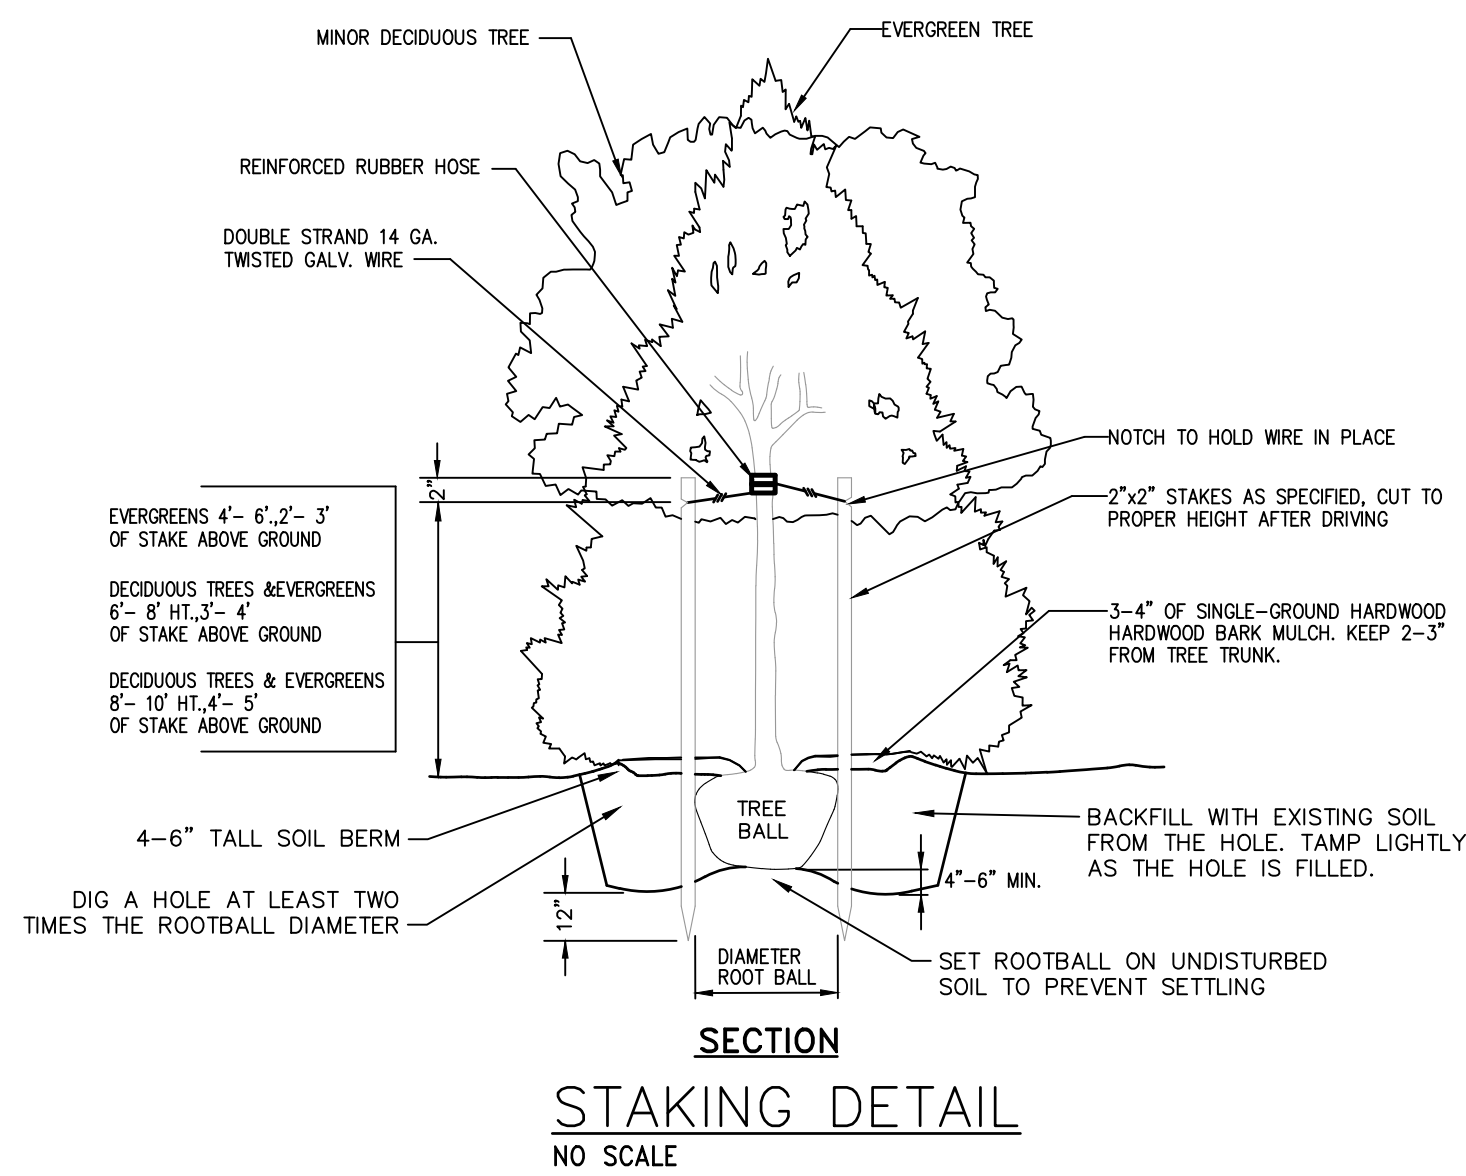 EVERGREEN TREE
MINOR DECIDUOUS TREE
REINFORCED RUBBER HOSE
DOUBLE STRAND 14 GA.
TWISTED GALV. WIRE
NOTCH TO HOLD WIRE IN PLACE
2"
2"x2" STAKES AS SPECIFIED, CUT TO
PROPER HEIGHT AFTER DRIVING
EVERGREENS 4'- 6'.,2'- 3'
OF STAKE ABOVE GROUND
DECIDUOUS TREES &EVERGREENS
6'- 8' HT.,3'- 4'
OF STAKE ABOVE GROUND
DECIDUOUS TREES & EVERGREENS
8'- 10' HT.,4'- 5'
OF STAKE ABOVE GROUND
3-4" OF SINGLE-GROUND HARDWOOD
HARDWOOD BARK MULCH. KEEP 2-3"
FROM TREE TRUNK.
TREE
BALL
4-6" TALL SOIL BERM
BACKFILL WITH EXISTING SOIL
FROM THE HOLE. TAMP LIGHTLY
AS THE HOLE IS FILLED.
4"-6" MIN.
DIG A HOLE AT LEAST TWO
TIMES THE ROOTBALL DIAMETER
12"
DIAMETER
ROOT BALL
SET ROOTBALL ON UNDISTURBED
SOIL TO PREVENT SETTLING
SECTION
STAKING DETAIL
NO SCALE